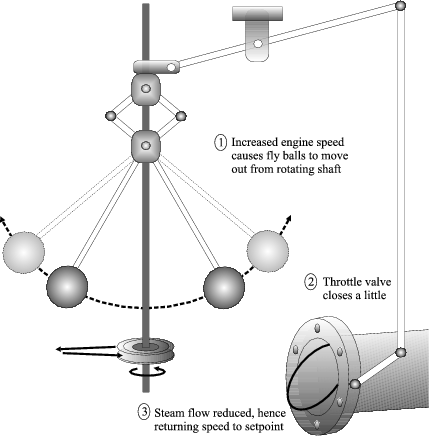 1 Increased engine speed
causes fly balls to move
out from rotating shaft
2 Throttle valve
closes a little
3 Steam flow reduced, hence
returning speed to setpoint